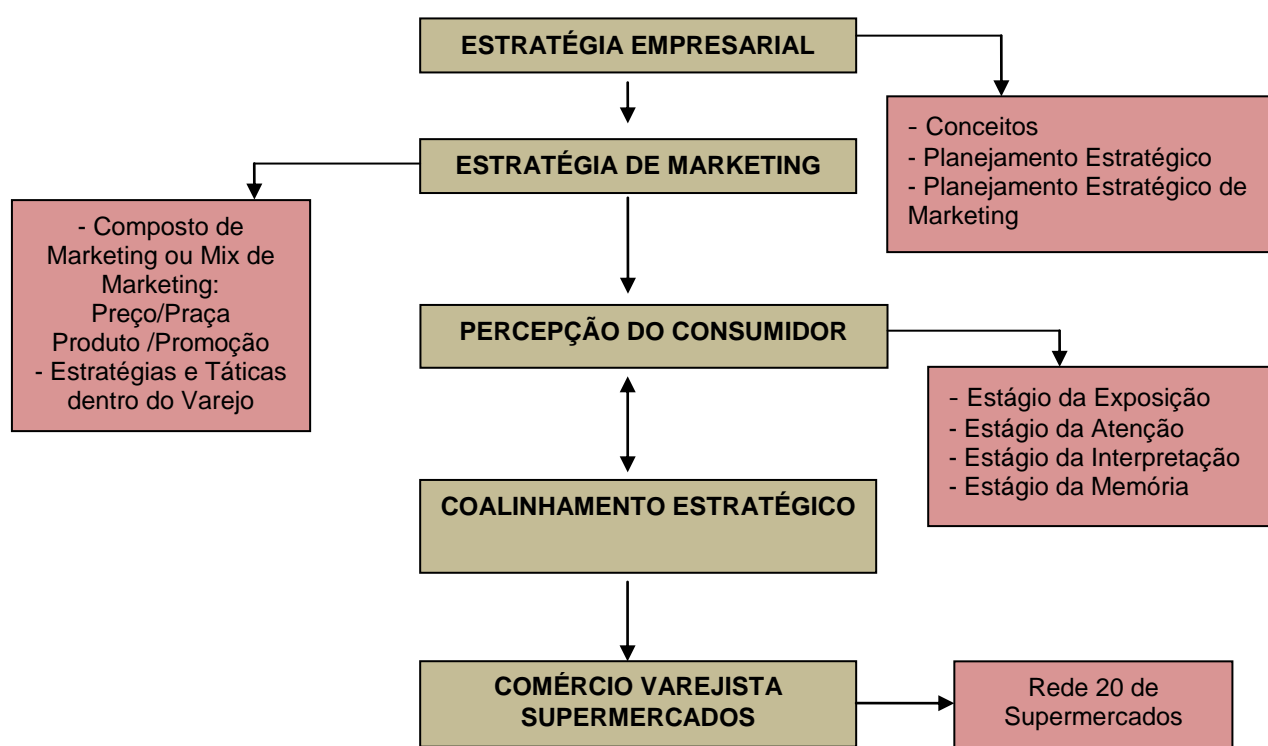 ESTRATÉGIA EMPRESARIAL
- Conceitos
- Planejamento Estratégico
- Planejamento Estratégico de
Marketing
ESTRATÉGIA DE MARKETING
- Composto de
Marketing ou Mix de
Marketing:
Preço/Praça
Produto /Promoção
- Estratégias e Táticas
dentro do Varejo
PERCEPÇÃO DO CONSUMIDOR
- Estágio da Exposição
- Estágio da Atenção
- Estágio da Interpretação
- Estágio da Memória
COALINHAMENTO ESTRATÉGICO
COMÉRCIO VAREJISTA
SUPERMERCADOS
Rede 20 de
Supermercados